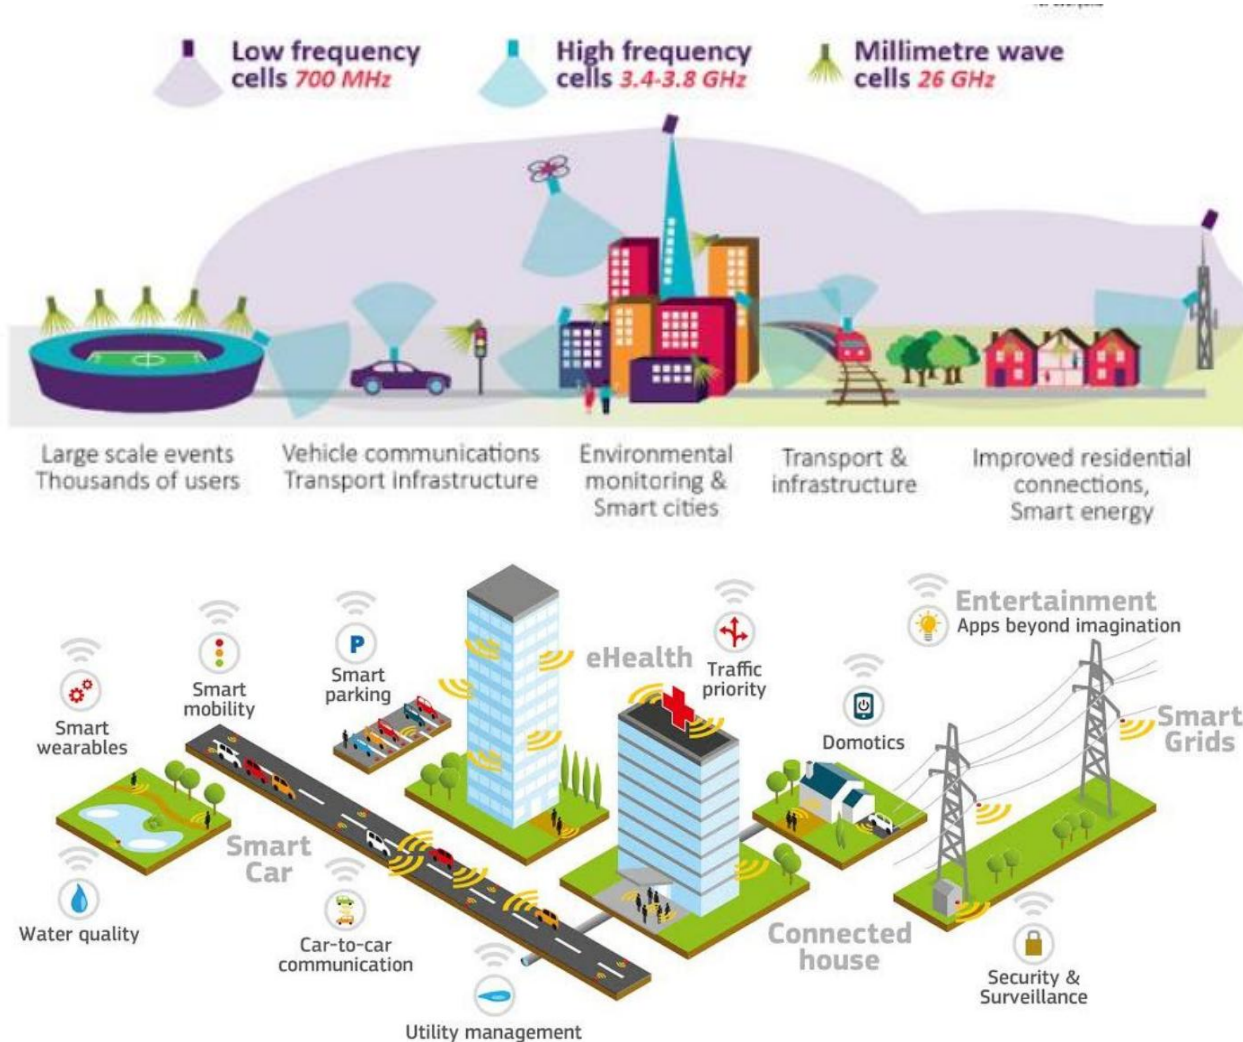 Low frequency
cells 700 MHz
High frequency
cells 3.4-3.8 GHz
Millimetre wave
cells 26 GHz
Large scale events
Thousands of users
Vehicle communications
Transport Infrastructure
Environmental
monitoring &
Smart cities
Transport &
infrastructure
Improved residential
connections,
Smart energy
Entertainment
Apps beyond imagination
eHealth
Traffic
priority
Smart
parking
Smart
mobility
Smart
wearables
Domotics
Smart
Grids
Smart
Car
Water quality
Car-to-car
communication
Connected
house
Security &
Surveillance
Utility management
P